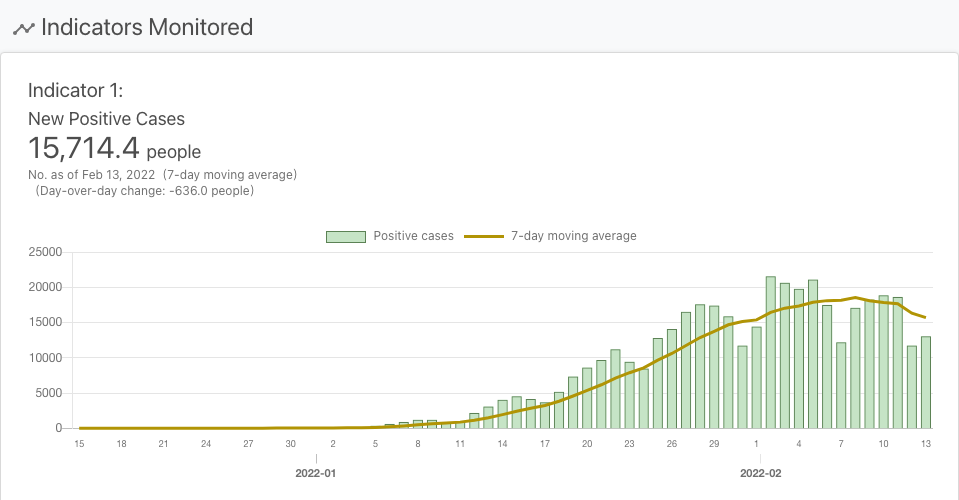 Indicators Monitored
Indicator 1:
New Positive Cases
15,714.4 people
No. as of Feb 13, 2022 (7-day moving average)
(Day-over-day change: -636.0 people)
Positive cases 7-day moving average
25000
20000
15000
10000
5000
0
15 18 21 24 27 30 2 5 8 11 14 17 20 23 26 29 1 4 7 10 13
2022-01 2022-02